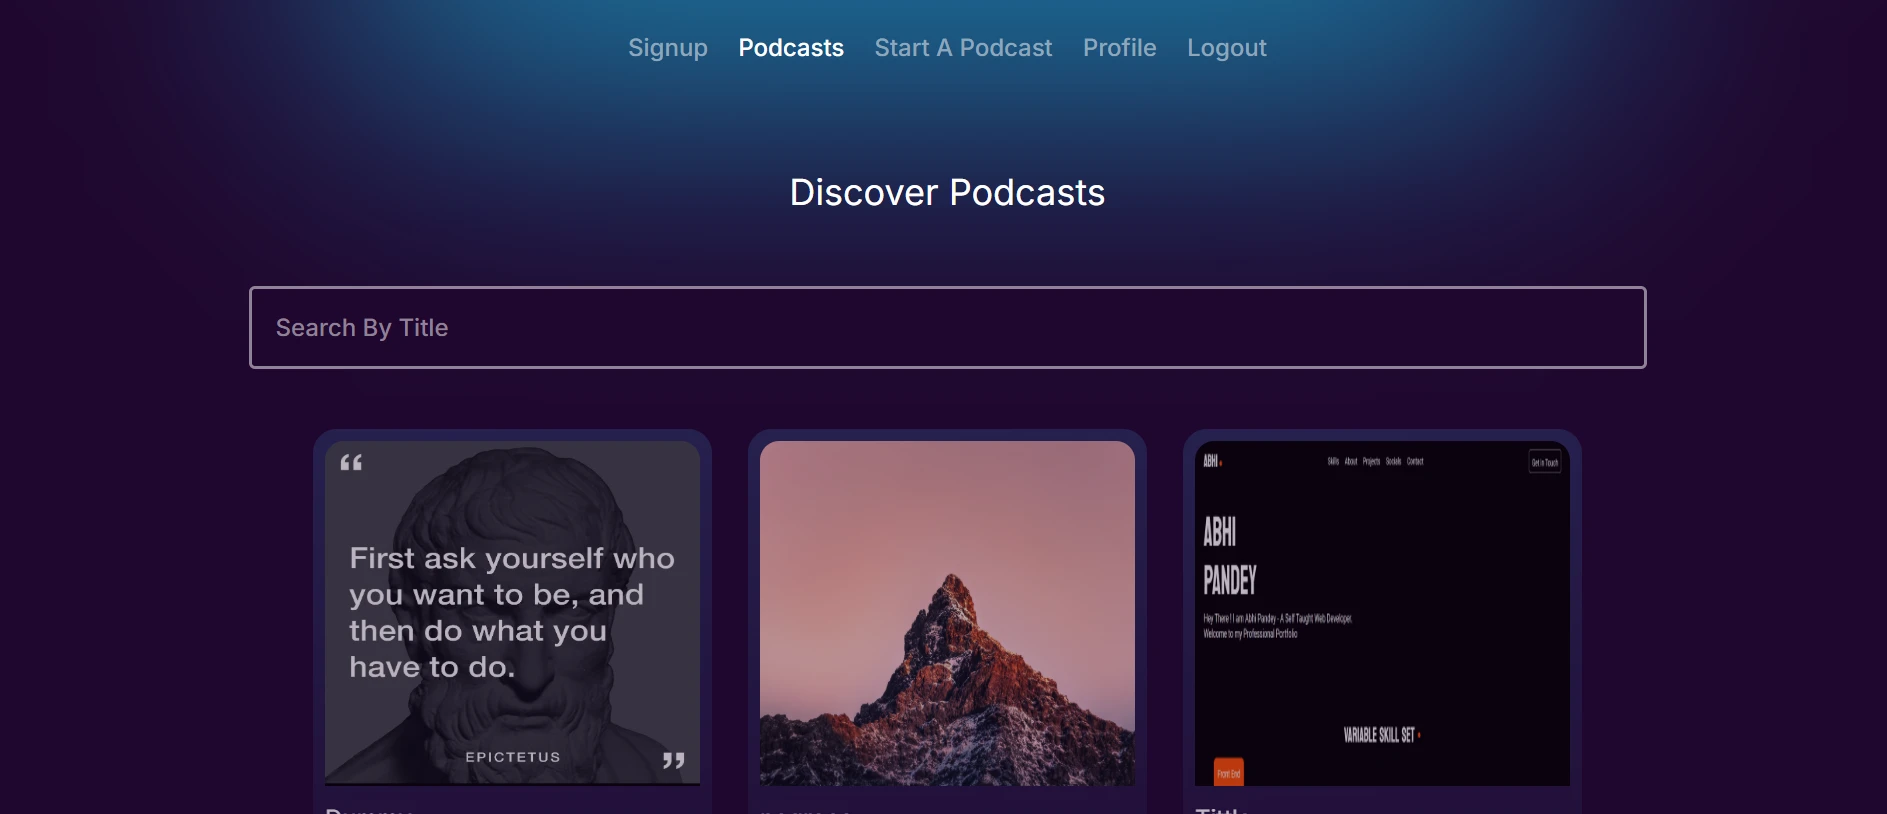 Signup Podcasts Start A Podcast Profile Logout
Discover Podcasts
Search By Title
“
First ask yourself who
you want to be, and
then do what you
have to do.
EPICTETUS
”
ABHI
Skills About Projects Socials Contact
Get In Touch
ABHI
PANDEY
Hey There ! I am Abhi Pandey - A Self Taught Web Developer.
Welcome to my Professional Portfolio
VARIABLE SKILL SET
Front End